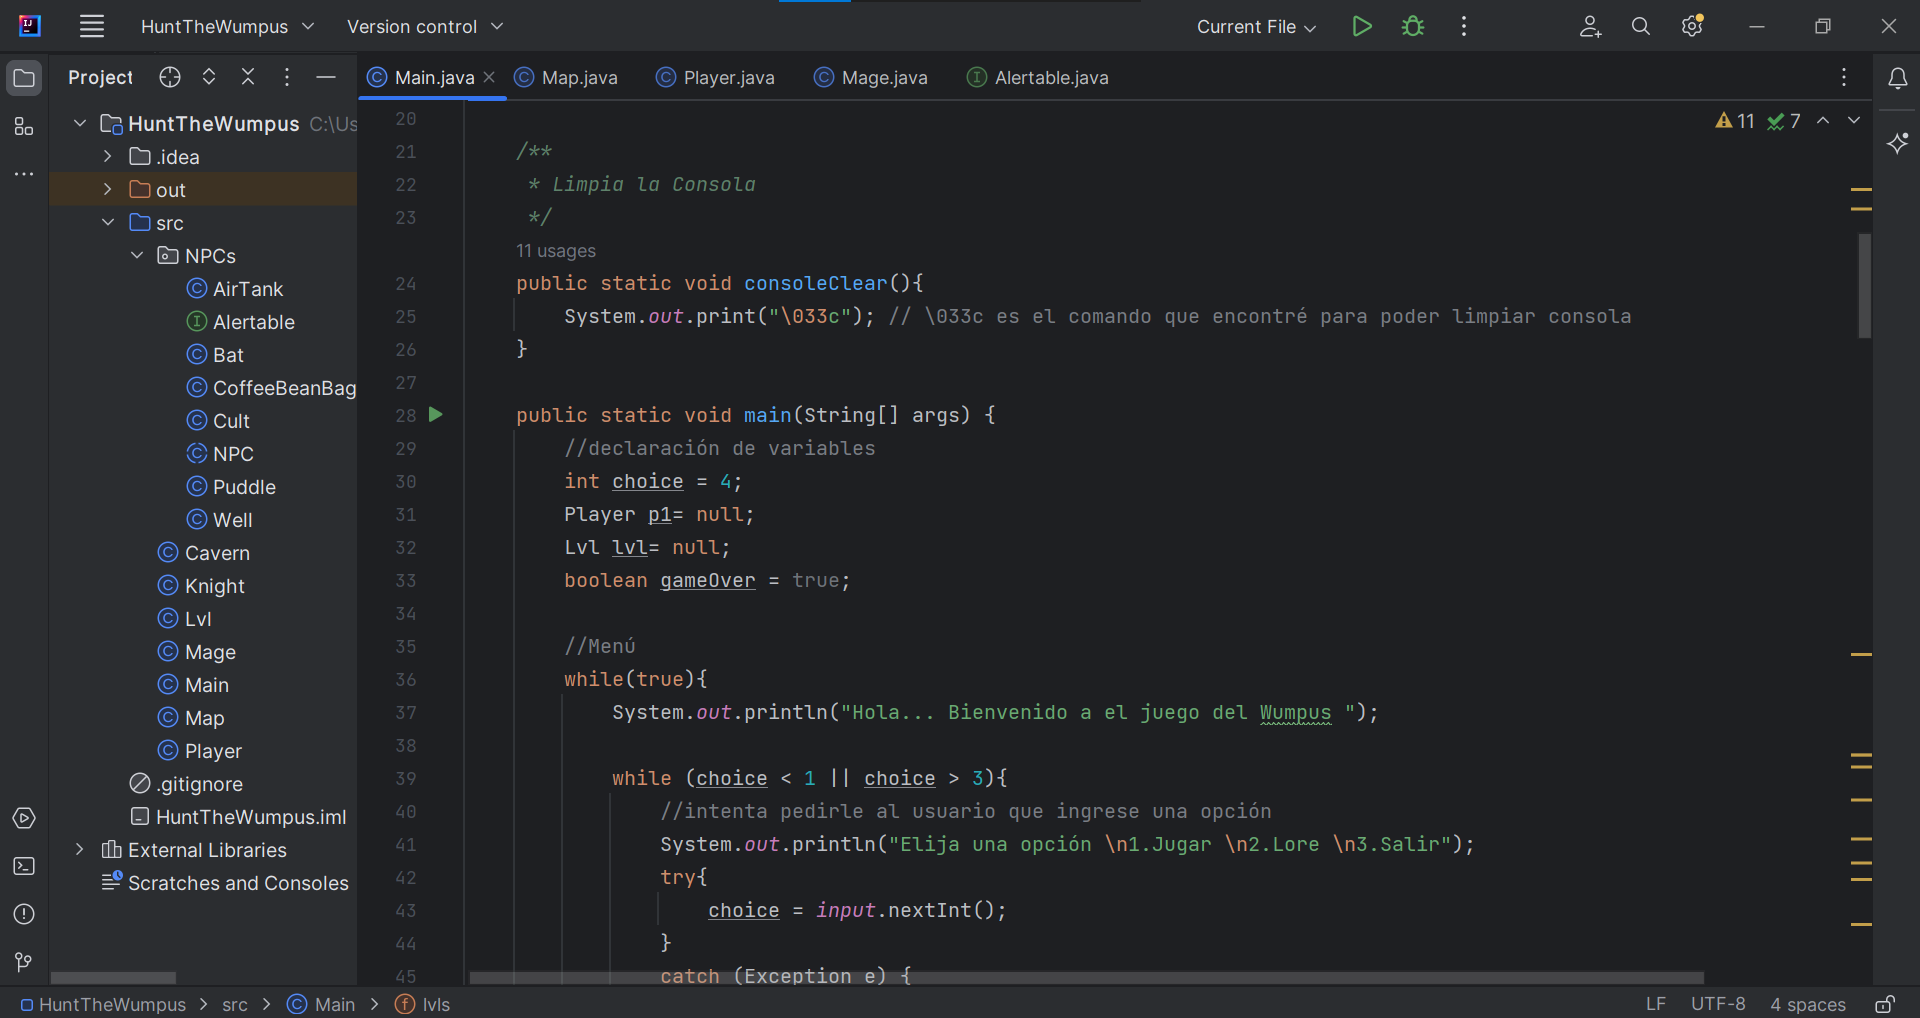 HuntTheWumpus Version control Current File
Project
Main.java Map.java Player.java Mage.java Alertable.java
HuntTheWumpus C:\Us
.idea
out
src
NPCs
AirTank
Alertable
Bat
CoffeeBeanBag
Cult
NPC
Puddle
Well
Cavern
Knight
Lvl
Mage
Main
Map
Player
.gitignore
HuntTheWumpus.iml
External Libraries
Scratches and Consoles
11 7
20
21 /**
22 * Limpia la Consola
23 */
11 usages
24 public static void consoleClear(){
25 System.out.print("\033c"); // \033c es el comando que encontré para poder limpiar consola
26 }
27
28 public static void main(String[] args) {
29 //declaración de variables
30 int choice = 4;
31 Player p1= null;
32 Lvl lvl= null;
33 boolean gameOver = true;
34
35 //Menú
36 while(true){
37 System.out.println("Hola... Bienvenido a el juego del Wumpus ");
38
39 while (choice < 1 || choice > 3){
40 //intenta pedirle al usuario que ingrese una opción
41 System.out.println("Elija una opción \n1.Jugar \n2.Lore \n3.Salir");
42 try{
43 choice = input.nextInt();
44 }
45 catch (Exception e) {
HuntTheWumpus > src > Main > lvls
LF UTF-8 4 spaces